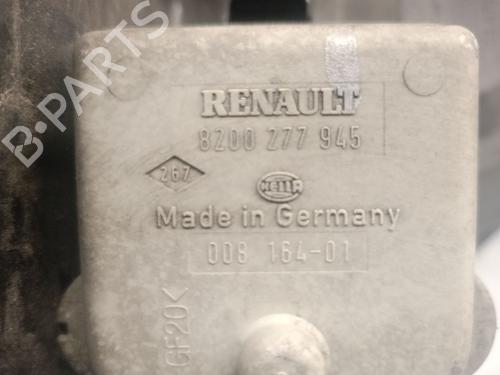 B-PARTS
RENAULT
8200 277 945
267
HELLA
Made in Germany
008 164-01
GF20<